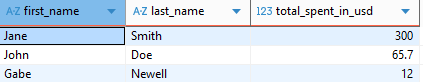 A-Z first_name A-Z last_name 123 total_spent_in_usd
Jane Smith 300
John Doe 65.7
Gabe Newell 12